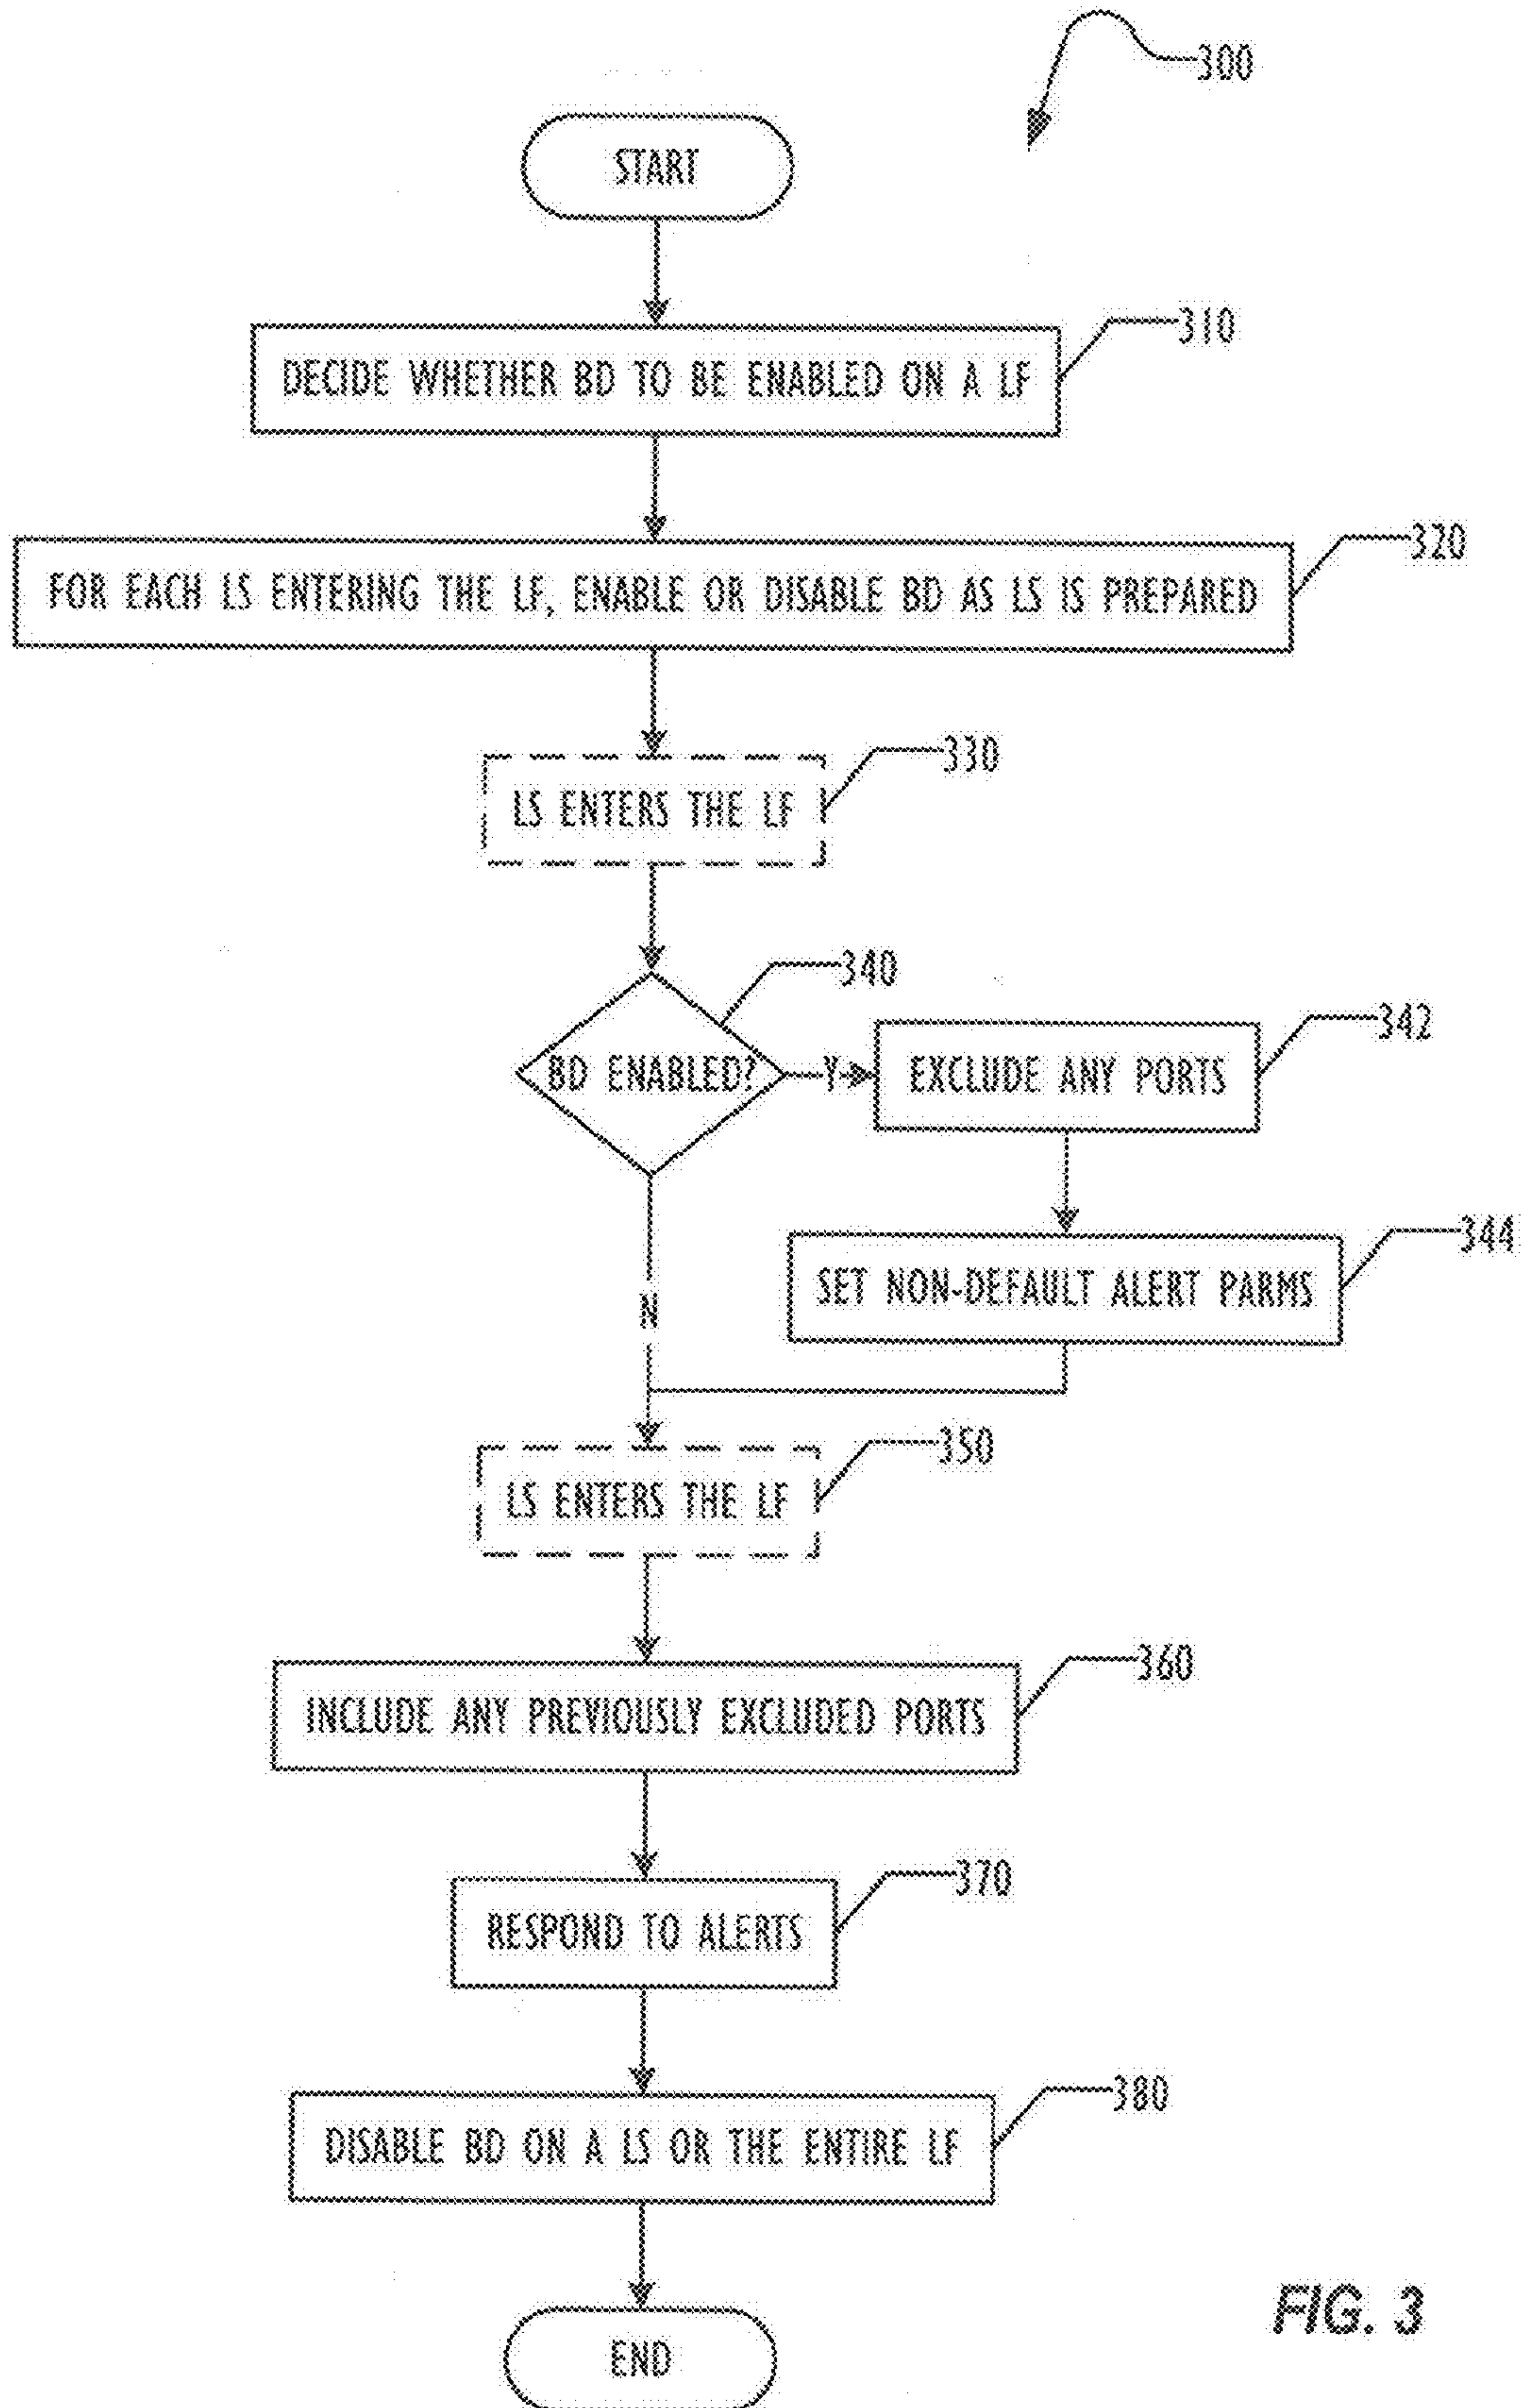 300
START
310
DECIDE WHETHER BD TO BE ENABLED ON A LF
320
FOR EACH LS ENTERING THE LF, ENABLE OR DISABLE BD AS LS IS PREPARED
330
LS ENTERS THE LF
340
BD ENABLED?
Y
342
EXCLUDE ANY PORTS
344
SET NON-DEFAULT ALERT PARMS
N
350
LS ENTERS THE LF
360
INCLUDE ANY PREVIOUSLY EXCLUDED PORTS
370
RESPOND TO ALERTS
380
DISABLE BD ON A LS OR THE ENTIRE LF
END
FIG. 3